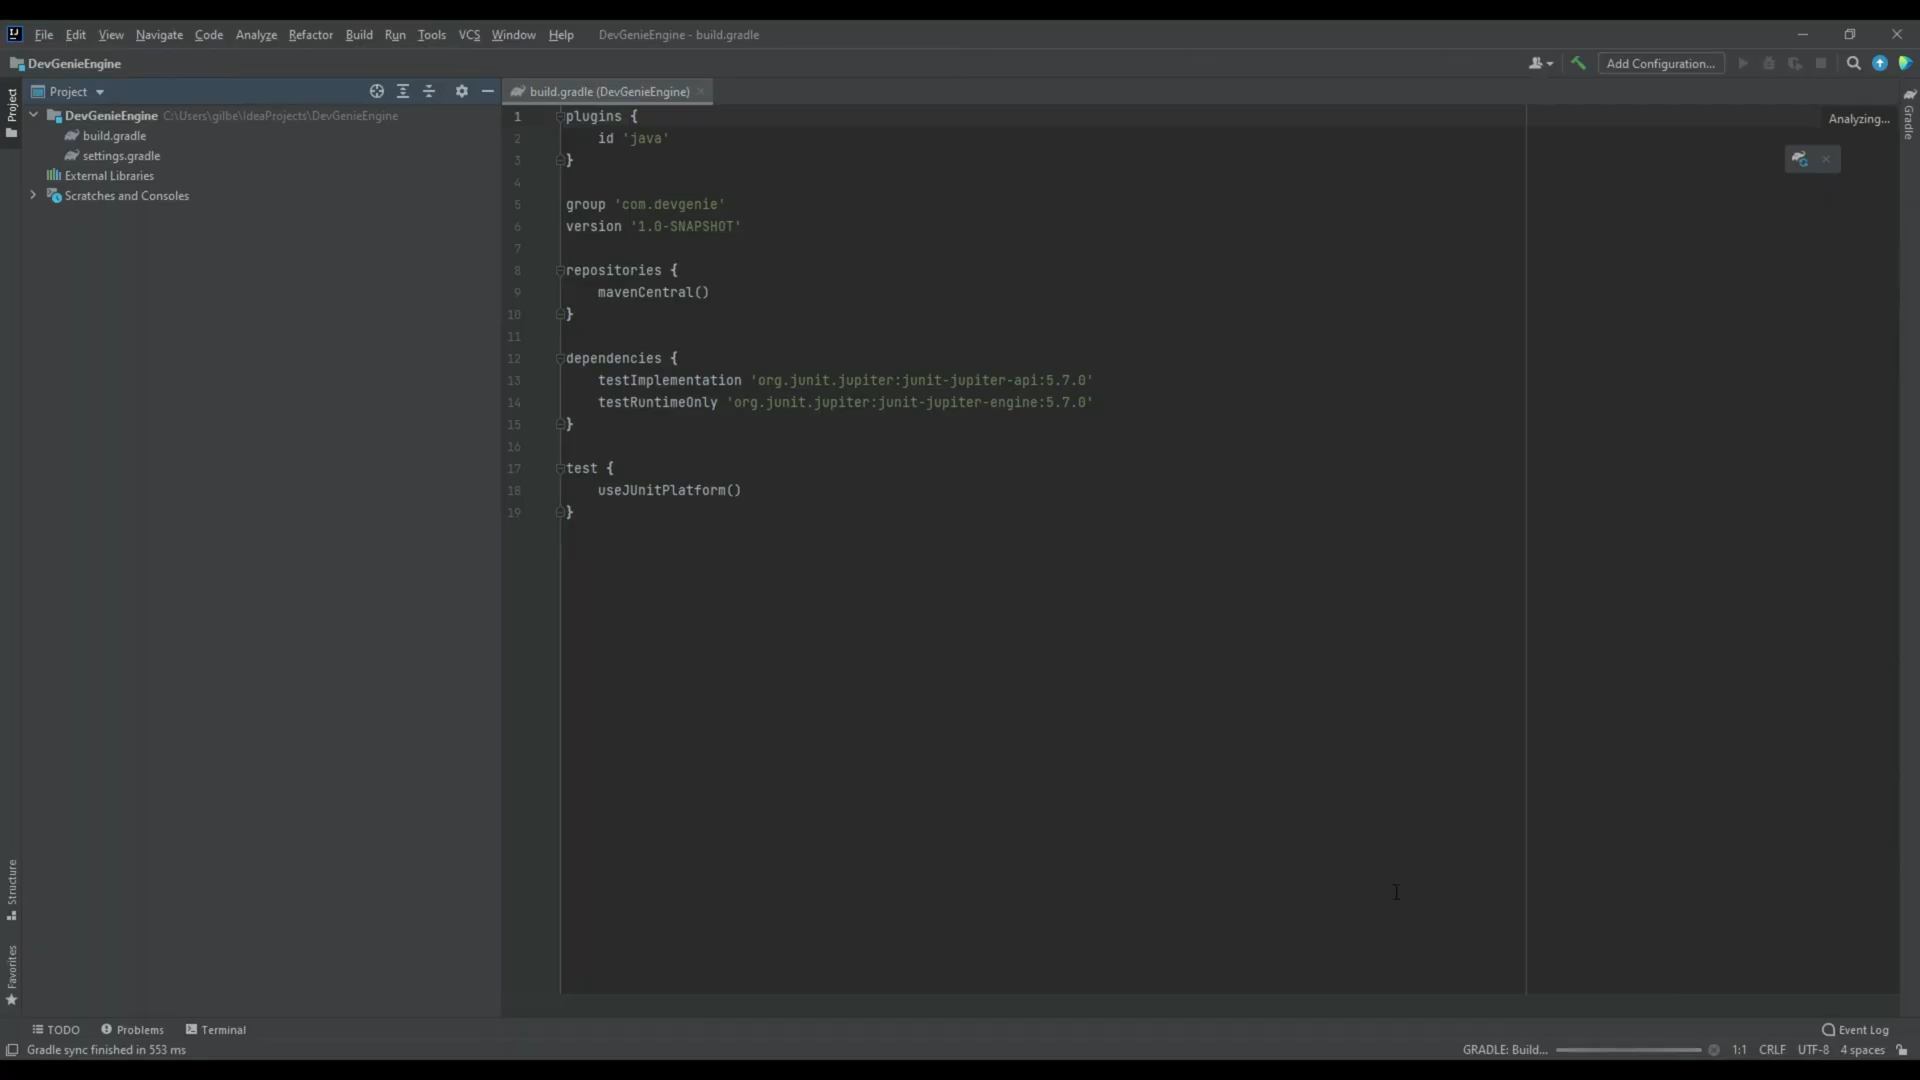 File Edit View Navigate Code Analyze Refactor Build Run Tools VCS Window Help DevGenieEngine - build.gradle
DevGenieEngine
Add Configuration...
Project
Project
build.gradle (DevGenieEngine)
Gradle
DevGenieEngine C:\Users\gilbe\IdeaProjects\DevGenieEngine
build.gradle
settings.gradle
External Libraries
Scratches and Consoles
Analyzing...
1 plugins {
2 id 'java'
3 }
4
5 group 'com.devgenie'
6 version '1.0-SNAPSHOT'
7
8 repositories {
9 mavenCentral()
10 }
11
12 dependencies {
13 testImplementation 'org.junit.jupiter:junit-jupiter-api:5.7.0'
14 testRuntimeOnly 'org.junit.jupiter:junit-jupiter-engine:5.7.0'
15 }
16
17 test {
18 useJUnitPlatform()
19 }
Structure
Favorites
TODO Problems Terminal
Event Log
Gradle sync finished in 553 ms
GRADLE: Build... 1:1 CRLF UTF-8 4 spaces